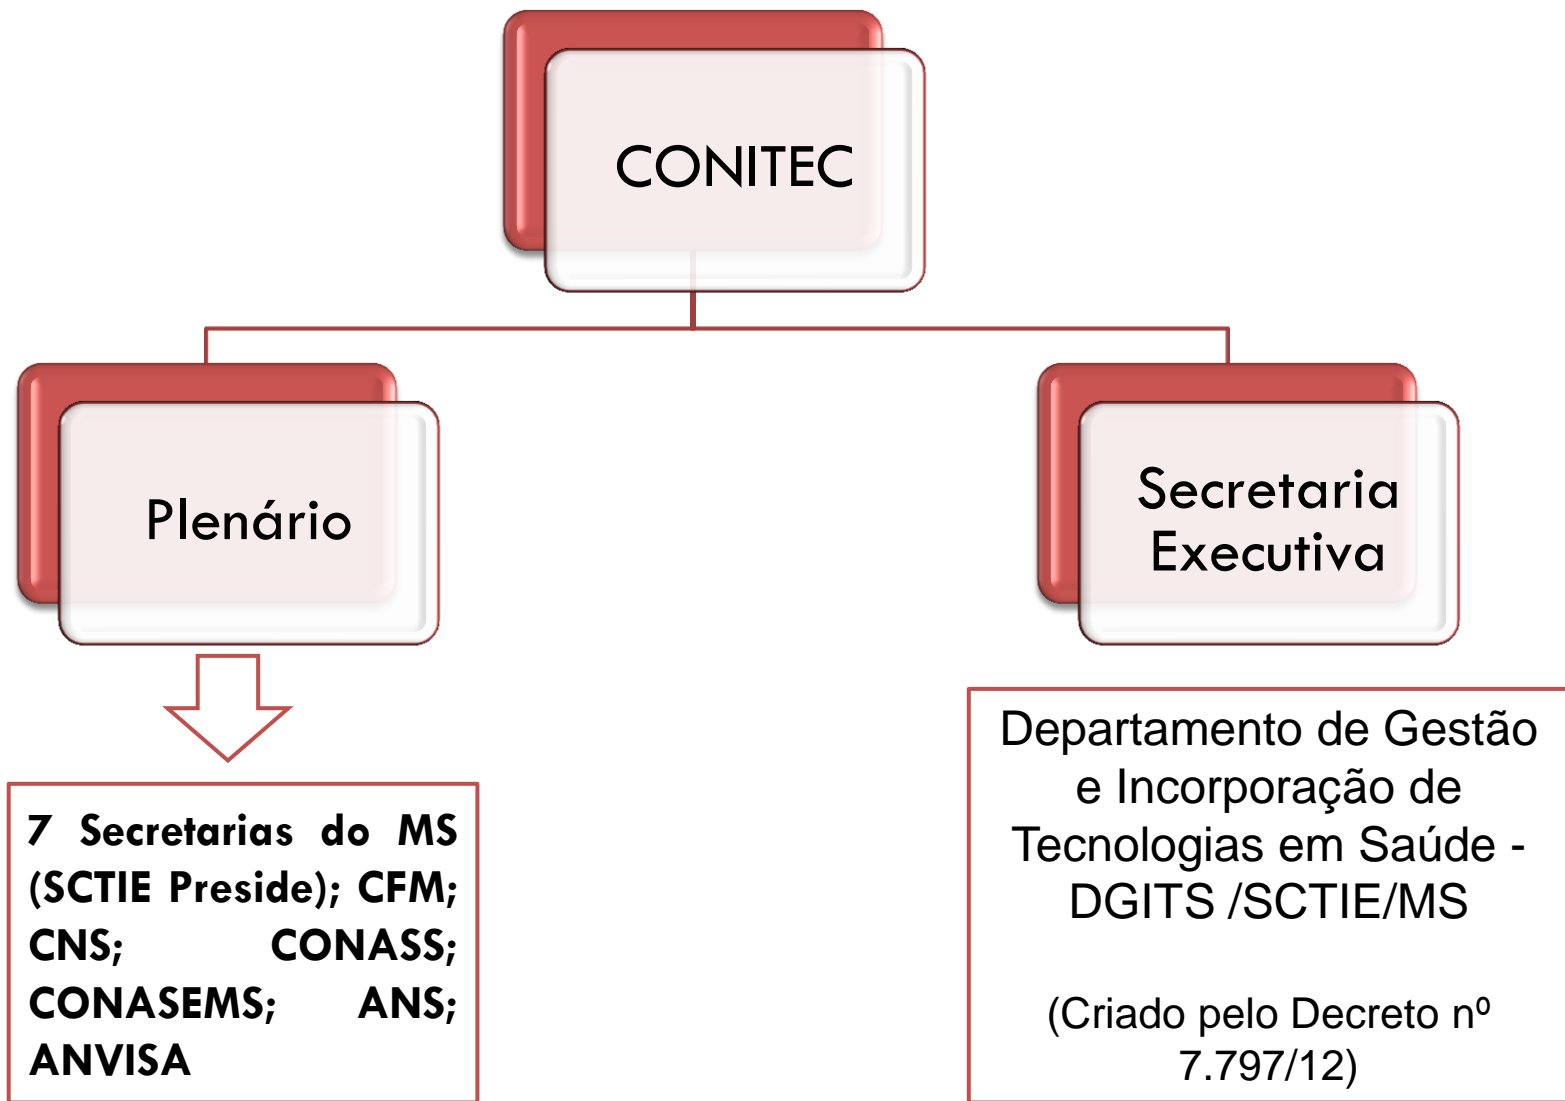 CONITEC
Plenário
Secretaria
Executiva
7 Secretarias do MS
(SCTIE Preside); CFM;
CNS; CONASS;
CONASEMS; ANS;
ANVISA
Departamento de Gestão
e Incorporação de
Tecnologias em Saúde -
DGITS /SCTIE/MS
(Criado pelo Decreto nº
7.797/12)